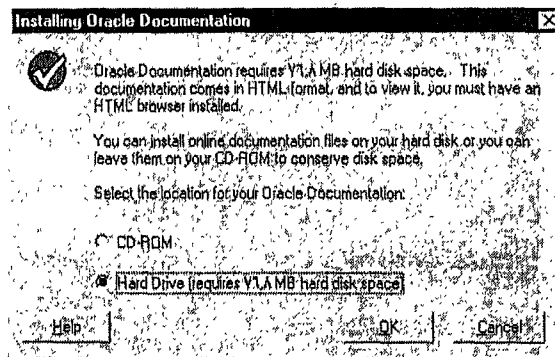 Installing Oracle Documentation
Oracle Documentation requires MB hard disk space. This
documentation comes in HTML format, and to view it, you must have an
HTML browser installed.
You can install online documentation files on your hard disk or you can
leave them on your CD-ROM to conserve disk space.
Select the location for your Oracle Documentation:
CD-ROM
Hard Drive (requires MB hard disk space)
Help
OK
Cancel